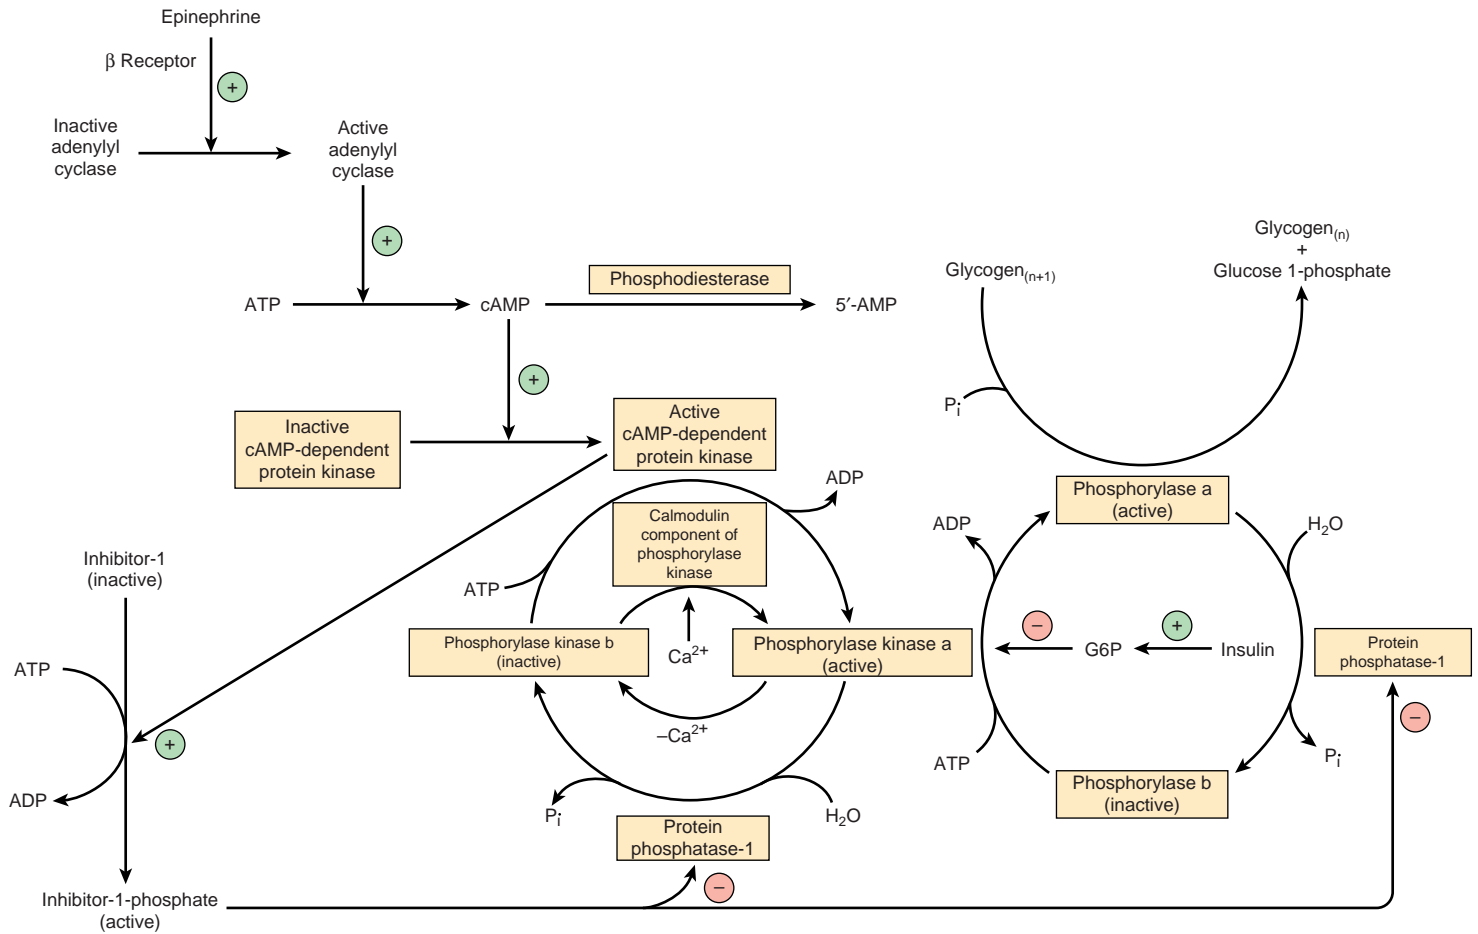 Epinephrine
β Receptor
+
Inactive
adenylyl
cyclase
Active
adenylyl
cyclase
+
ATP
cAMP
Phosphodiesterase
5′-AMP
+
Inactive
cAMP-dependent
protein kinase
Active
cAMP-dependent
protein kinase
Glycogen(n+1)
Glycogen(n)
+
Glucose 1-phosphate
Pi
ADP
Calmodulin
component of
phosphorylase
kinase
ATP
Phosphorylase kinase b
(inactive)
Ca2+
Phosphorylase kinase a
(active)
–Ca2+
Pi
H2O
Protein
phosphatase-1
–
Inhibitor-1
(inactive)
ATP
+
ADP
Inhibitor-1-phosphate
(active)
Phosphorylase a
(active)
ADP
H2O
–
G6P
+
Insulin
Protein
phosphatase-1
–
ATP
Pi
Phosphorylase b
(inactive)